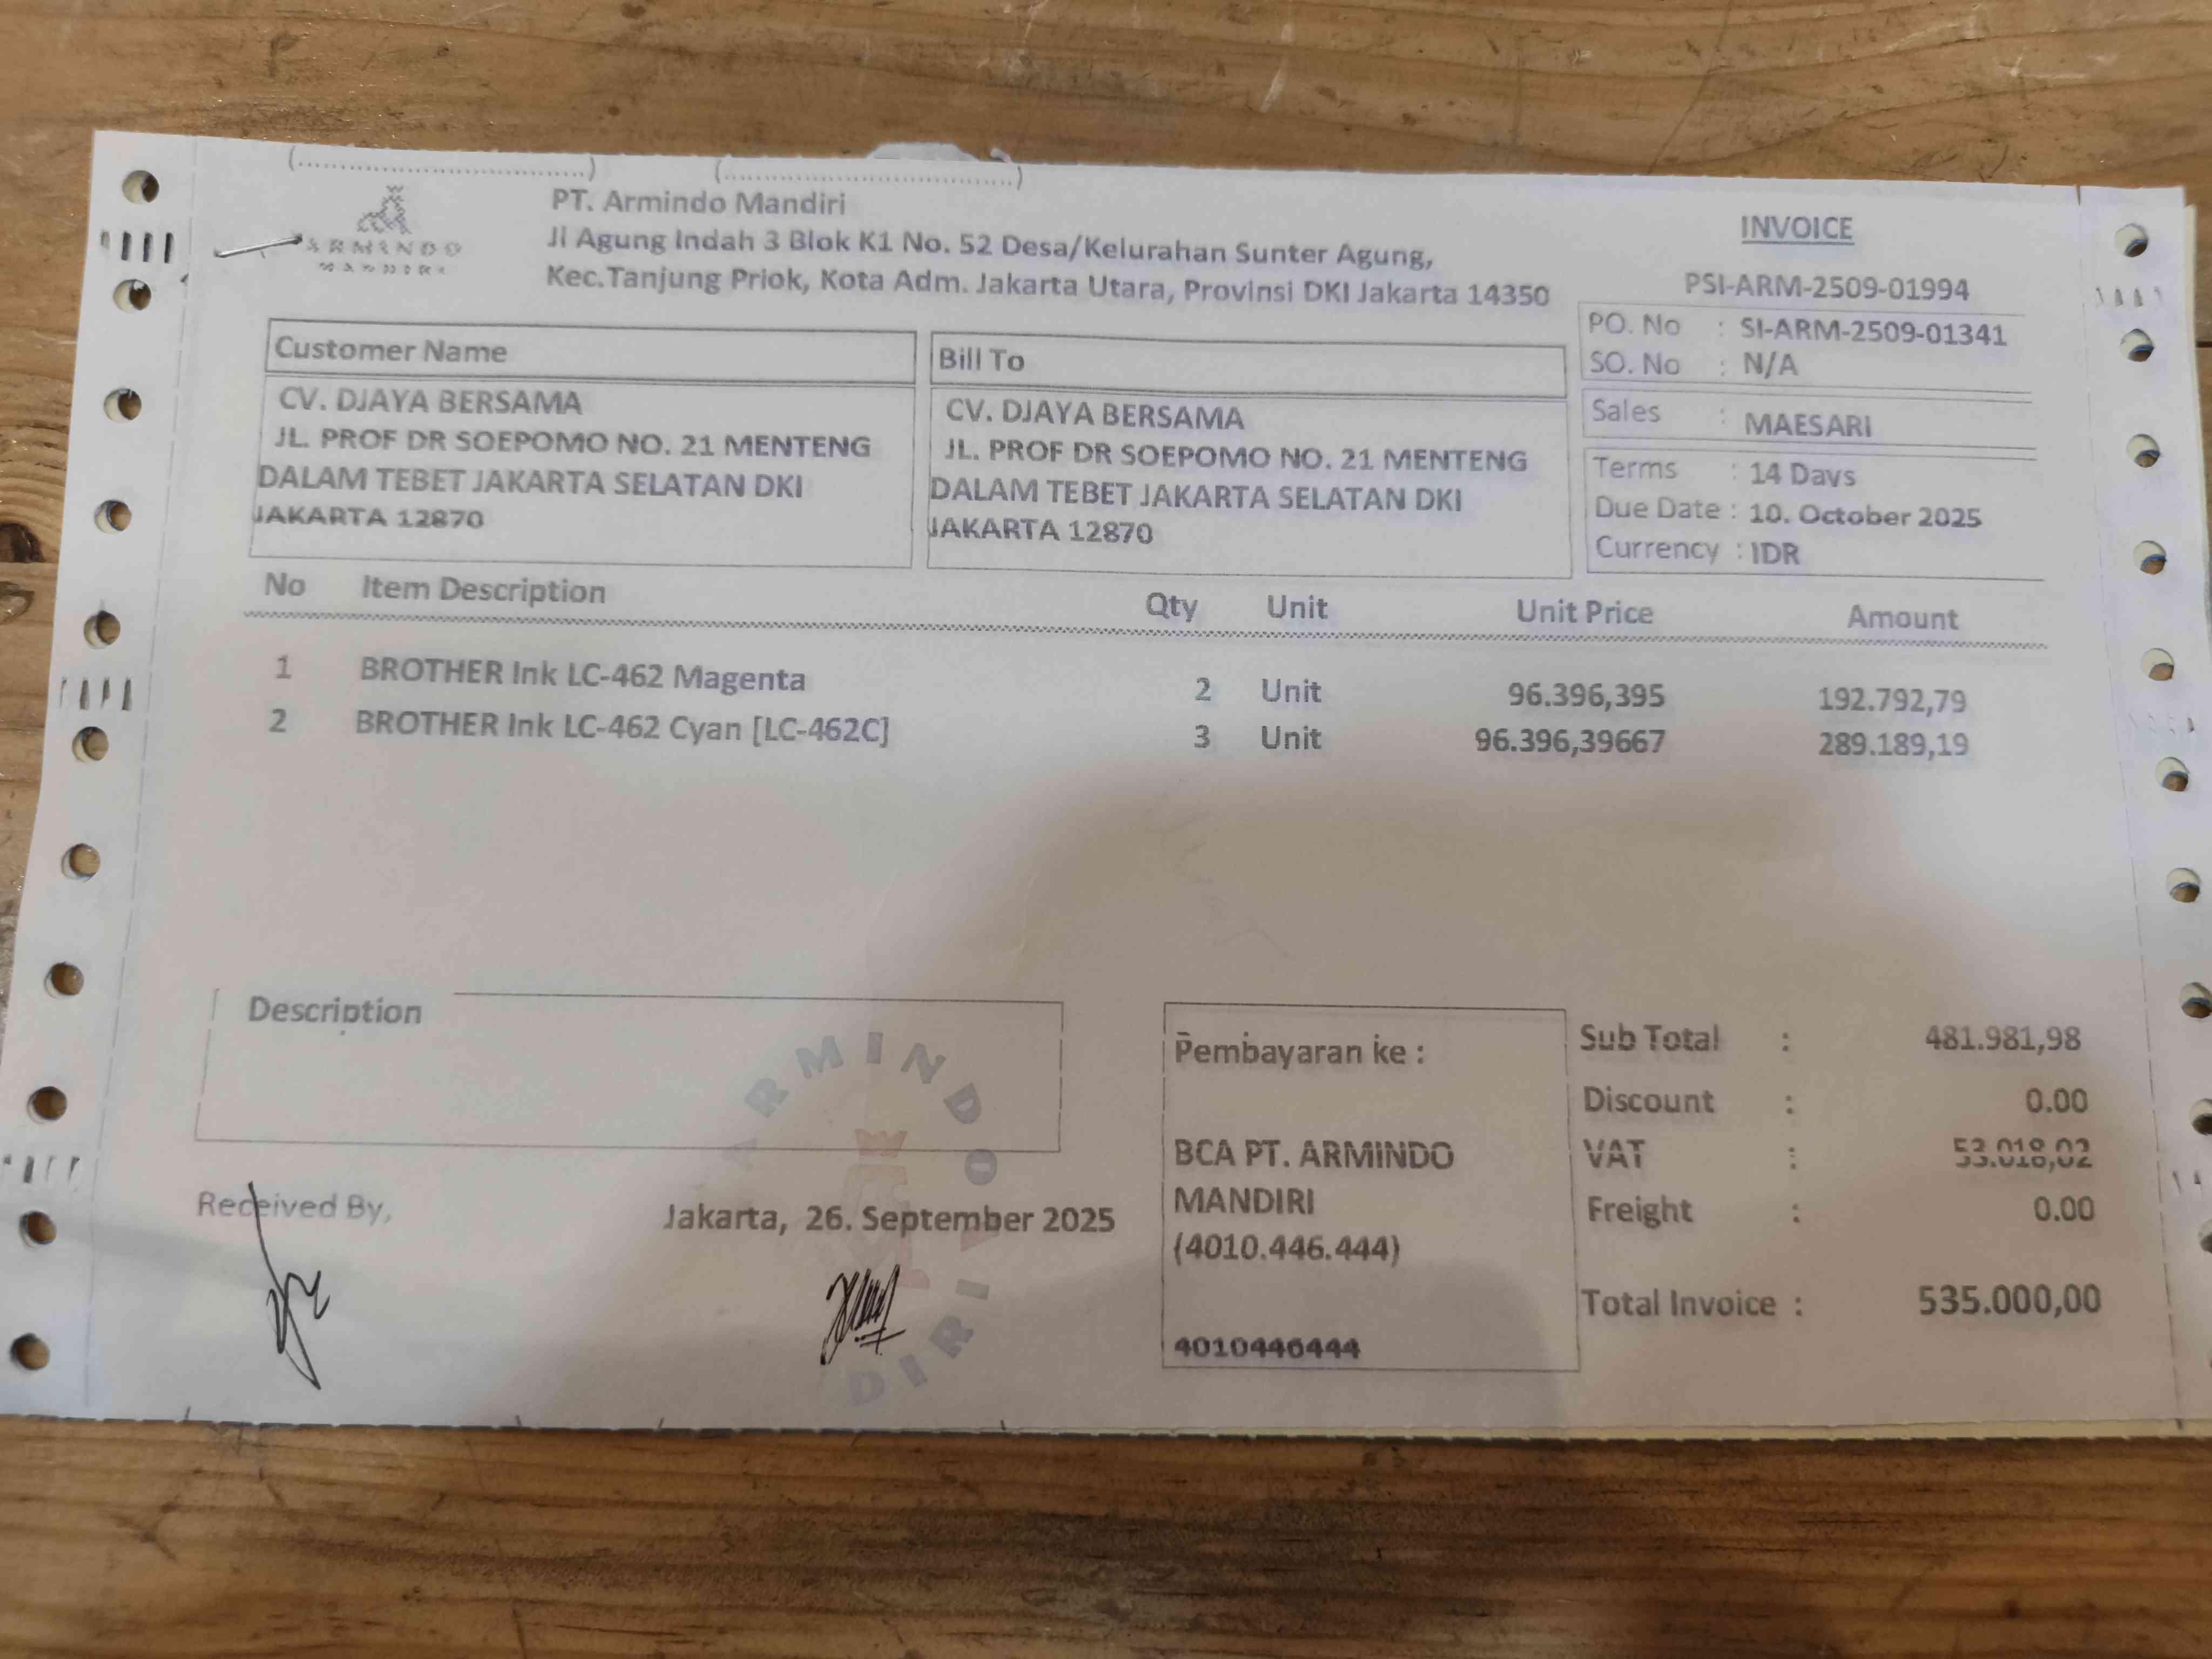 (..............................) (..............................)
ARMINDO
MANDIRI
PT. Armindo Mandiri
Jl Agung Indah 3 Blok K1 No. 52 Desa/Kelurahan Sunter Agung,
Kec.Tanjung Priok, Kota Adm. Jakarta Utara, Provinsi DKI Jakarta 14350
INVOICE
PSI-ARM-2509-01994
PO. No : SI-ARM-2509-01341
SO. No : N/A
Sales : MAESARI
Terms : 14 Days
Due Date : 10. October 2025
Currency : IDR
Customer Name
CV. DJAYA BERSAMA
JL. PROF DR SOEPOMO NO. 21 MENTENG
DALAM TEBET JAKARTA SELATAN DKI
JAKARTA 12870
Bill To
CV. DJAYA BERSAMA
JL. PROF DR SOEPOMO NO. 21 MENTENG
DALAM TEBET JAKARTA SELATAN DKI
JAKARTA 12870
No Item Description Qty Unit Unit Price Amount
1 BROTHER Ink LC-462 Magenta 2 Unit 96.396,395 192.792,79
2 BROTHER Ink LC-462 Cyan [LC-462C] 3 Unit 96.396,39667 289.189,19
Description
ARMINDO
DIRI
Received By,
Jakarta, 26. September 2025
Pembayaran ke :
BCA PT. ARMINDO
MANDIRI
(4010.446.444)
4010446444
Sub Total : 481.981,98
Discount : 0.00
VAT : 53.018,02
Freight : 0.00
Total Invoice : 535.000,00